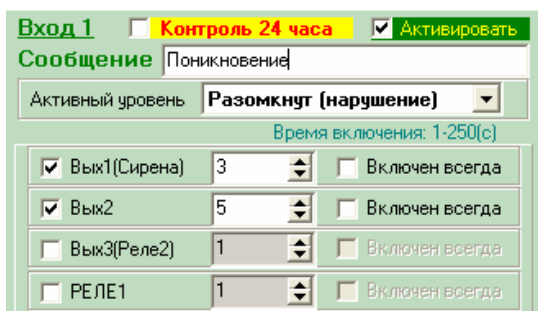 Вход 1 Контроль 24 часа Активировать
Сообщение Поникновение
Активный уровень Разомкнут (нарушение)
Время включения: 1-250(с)
Вых1(Сирена) 3 Включен всегда
Вых2 5 Включен всегда
Вых3(Реле2) 1 Включен всегда
РЕЛЕ1 1 Включен всегда